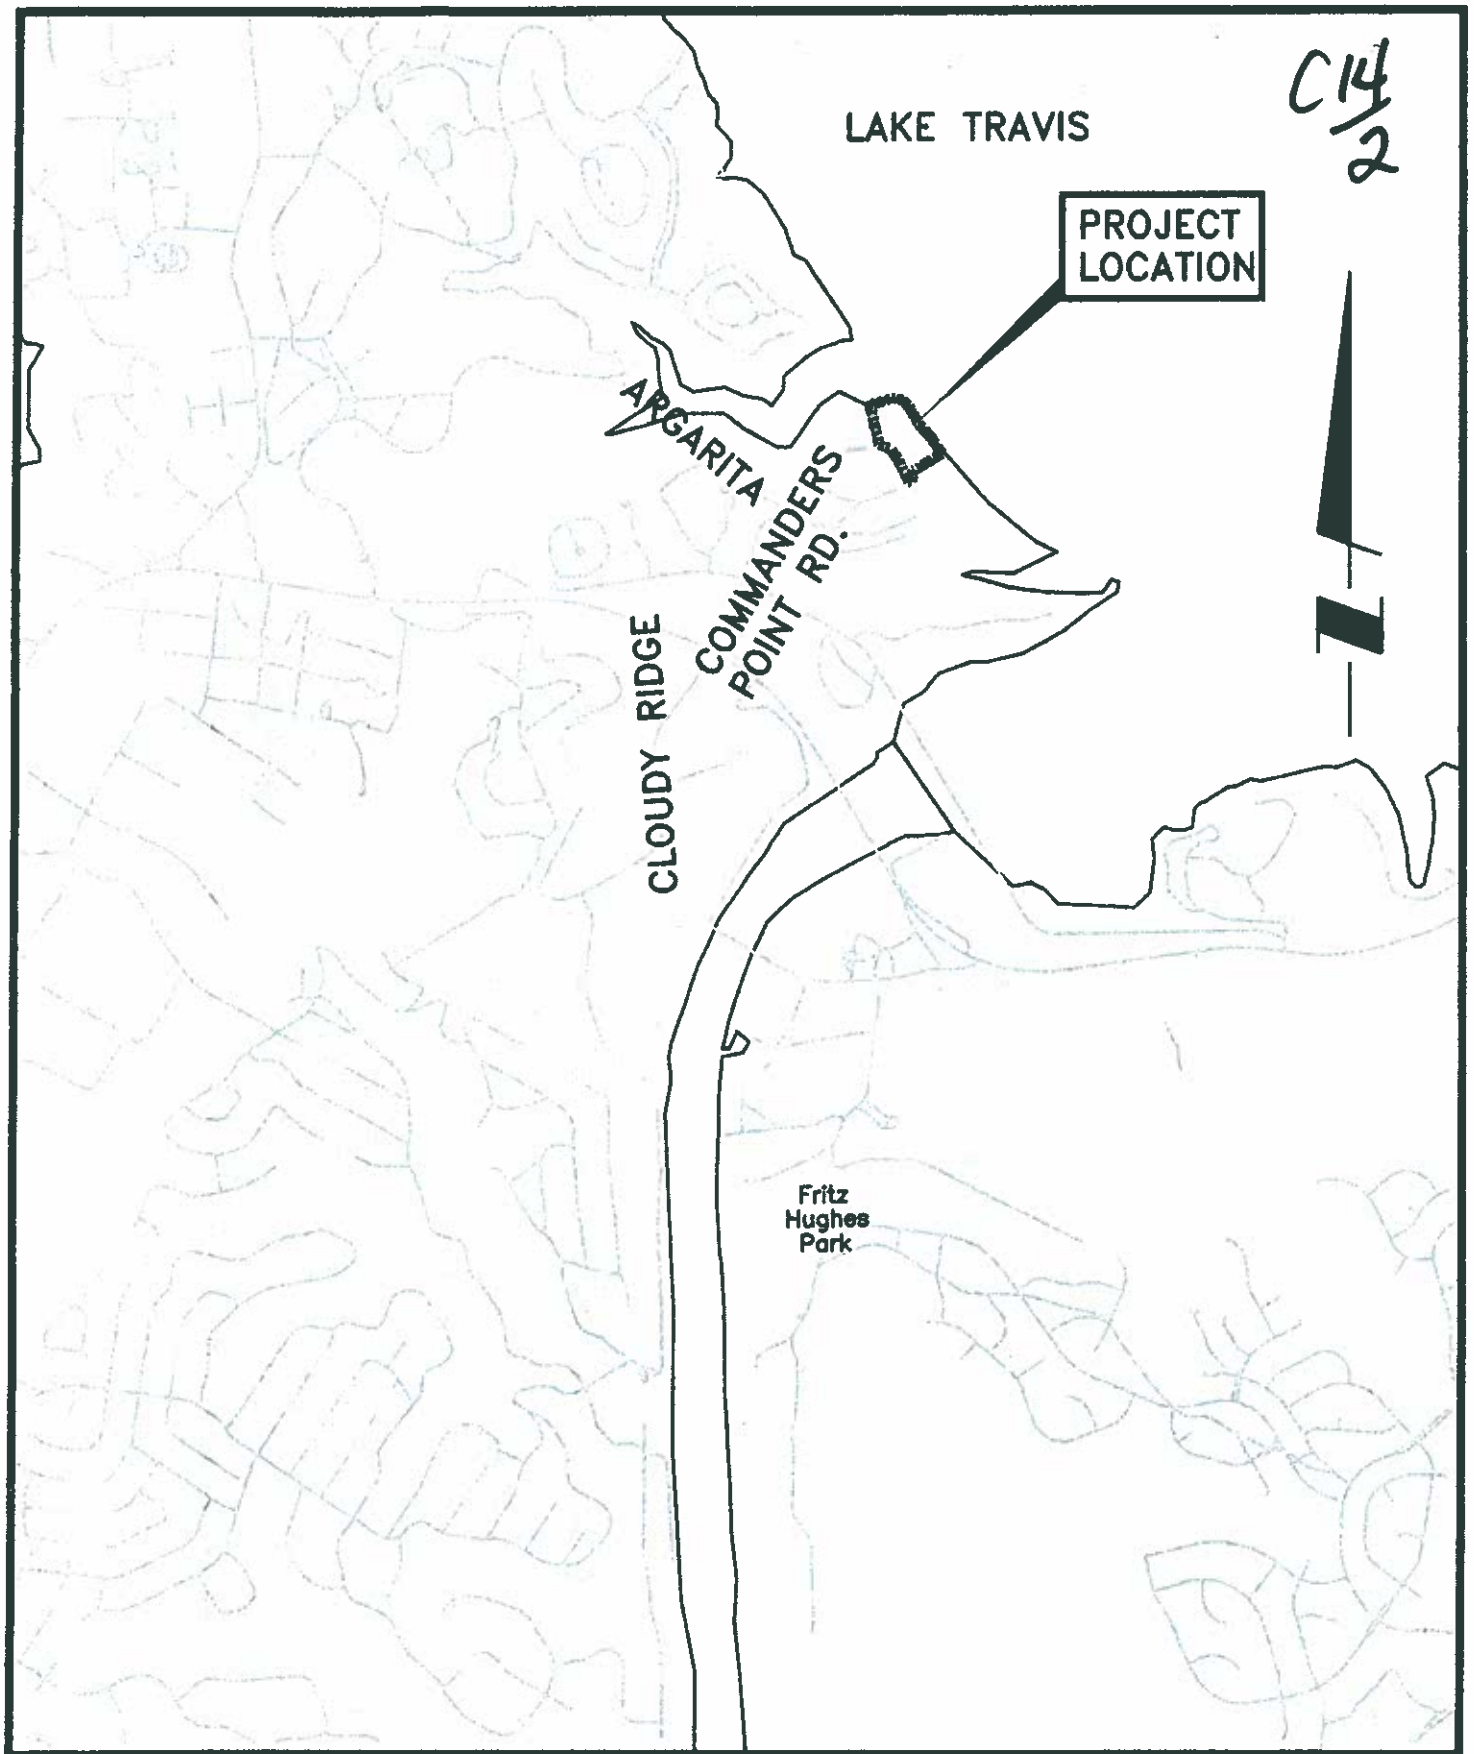 C14/2
LAKE TRAVIS
PROJECT
LOCATION
ARGARITA
COMMANDERS
POINT RD.
CLOUDY RIDGE
N
Fritz
Hughes
Park